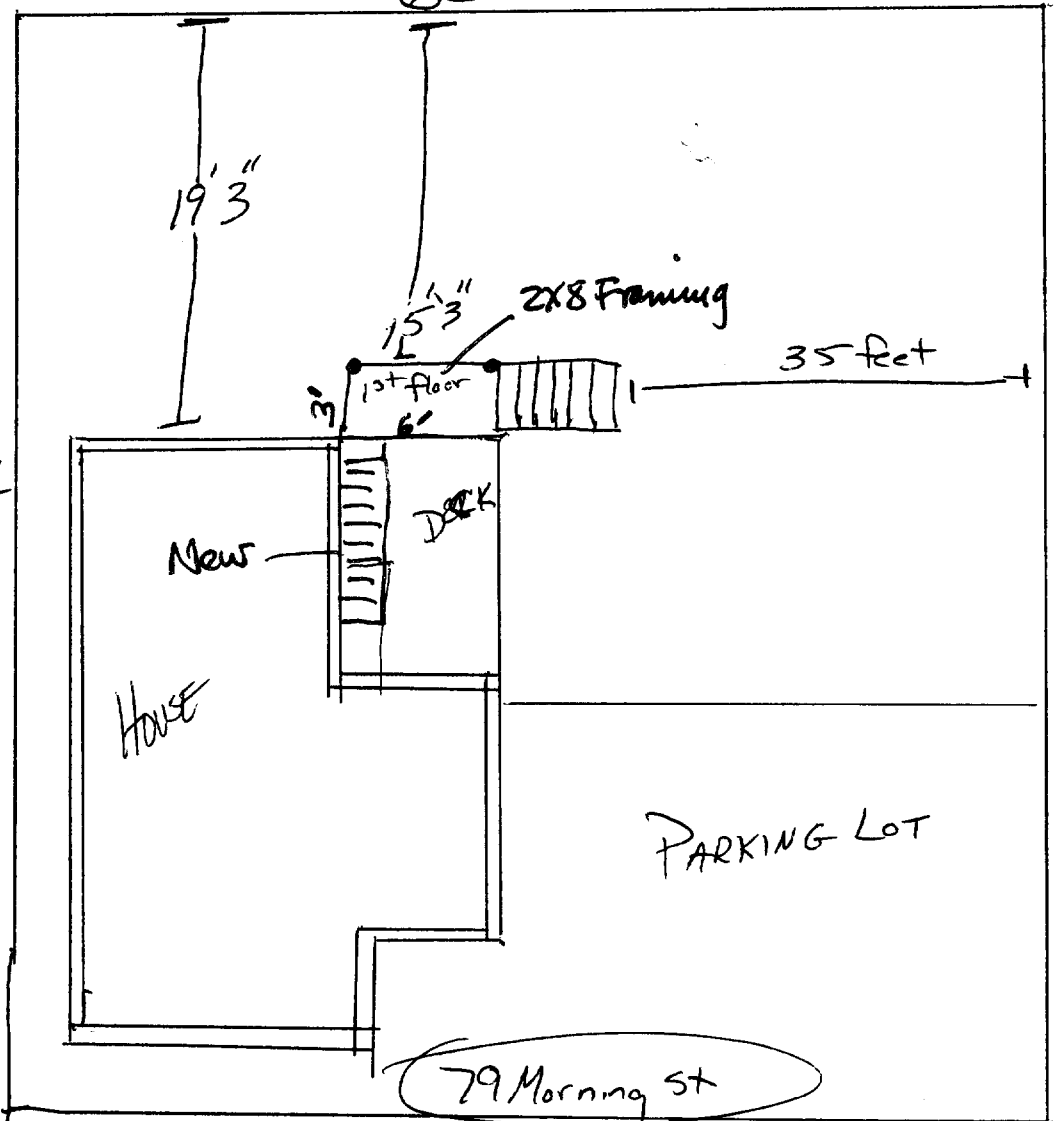 19'3"
15'3"
2x8 Framing
35 feet
1st floor
3'
6'
Deck
New
House
PARKING LOT
79 Morning St